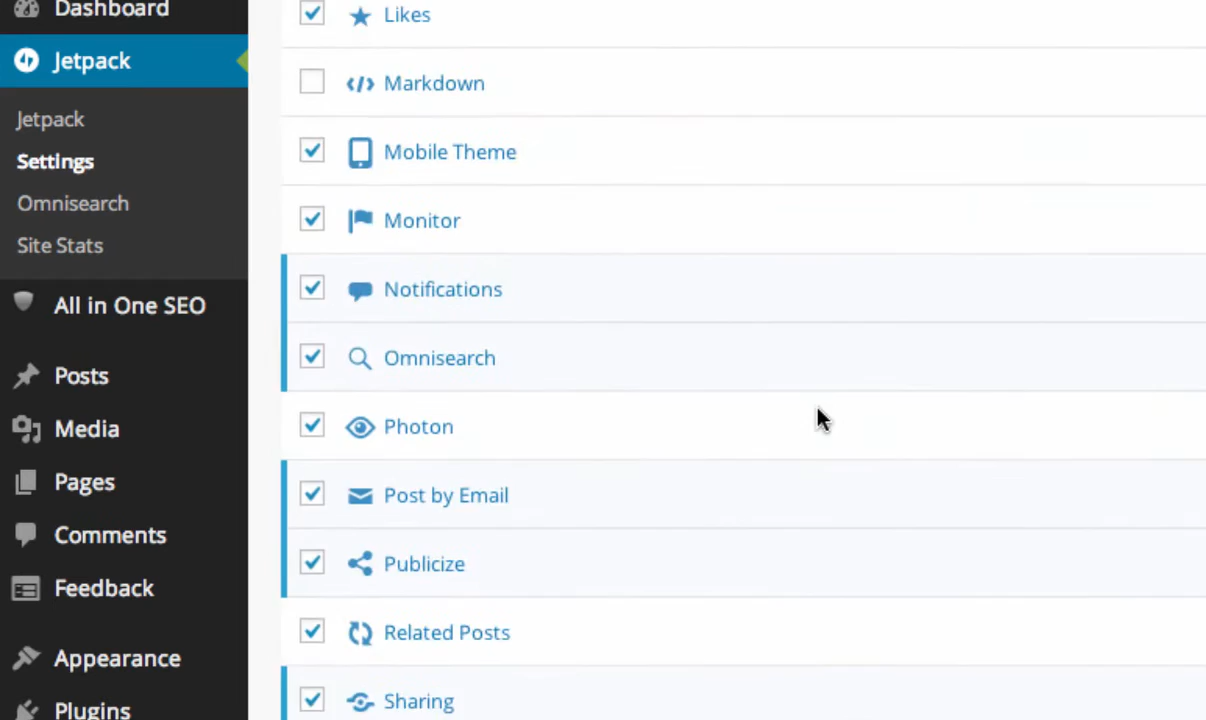 Dashboard
Jetpack
Jetpack
Settings
Omnisearch
Site Stats
All in One SEO
Posts
Media
Pages
Comments
Feedback
Appearance
Plugins
Likes
Markdown
Mobile Theme
Monitor
Notifications
Omnisearch
Photon
Post by Email
Publicize
Related Posts
Sharing